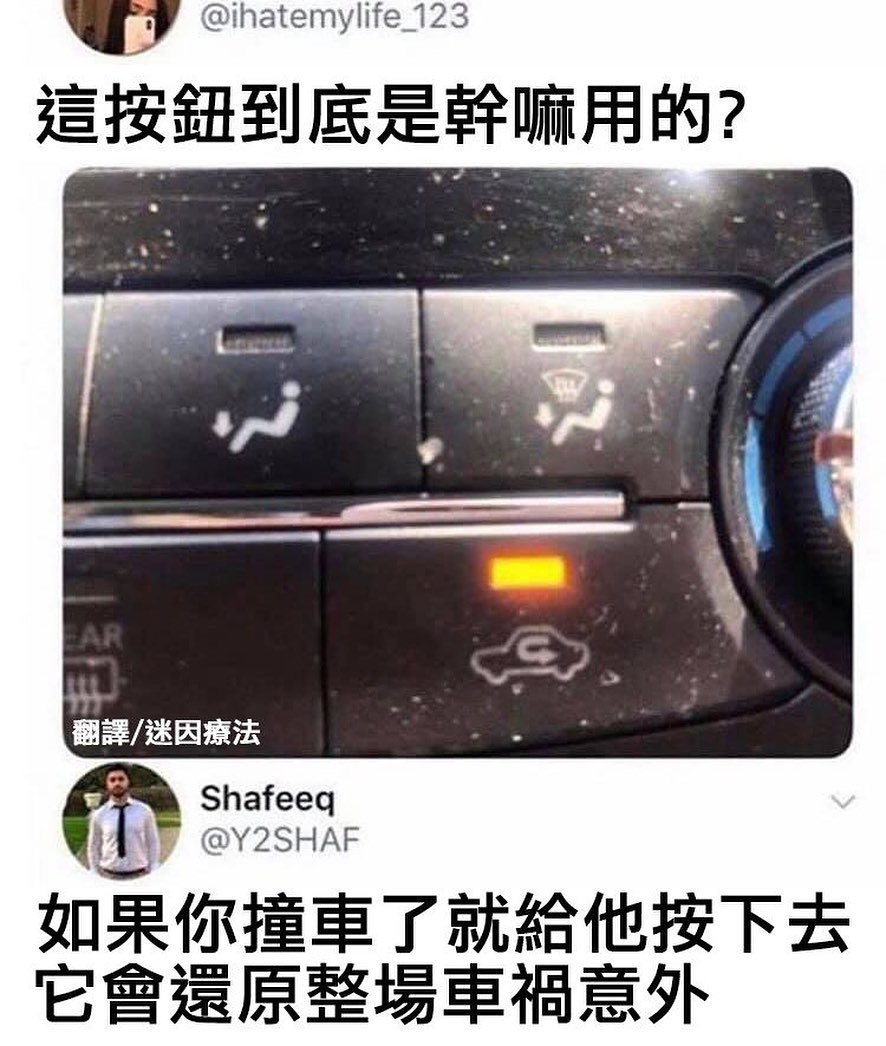 @ihatemylife_123
這按鈕到底是幹嘛用的?
EAR
翻譯/迷因療法
Shafeeq
@Y2SHAF
如果你撞車了就給他按下去
它會還原整場車禍意外